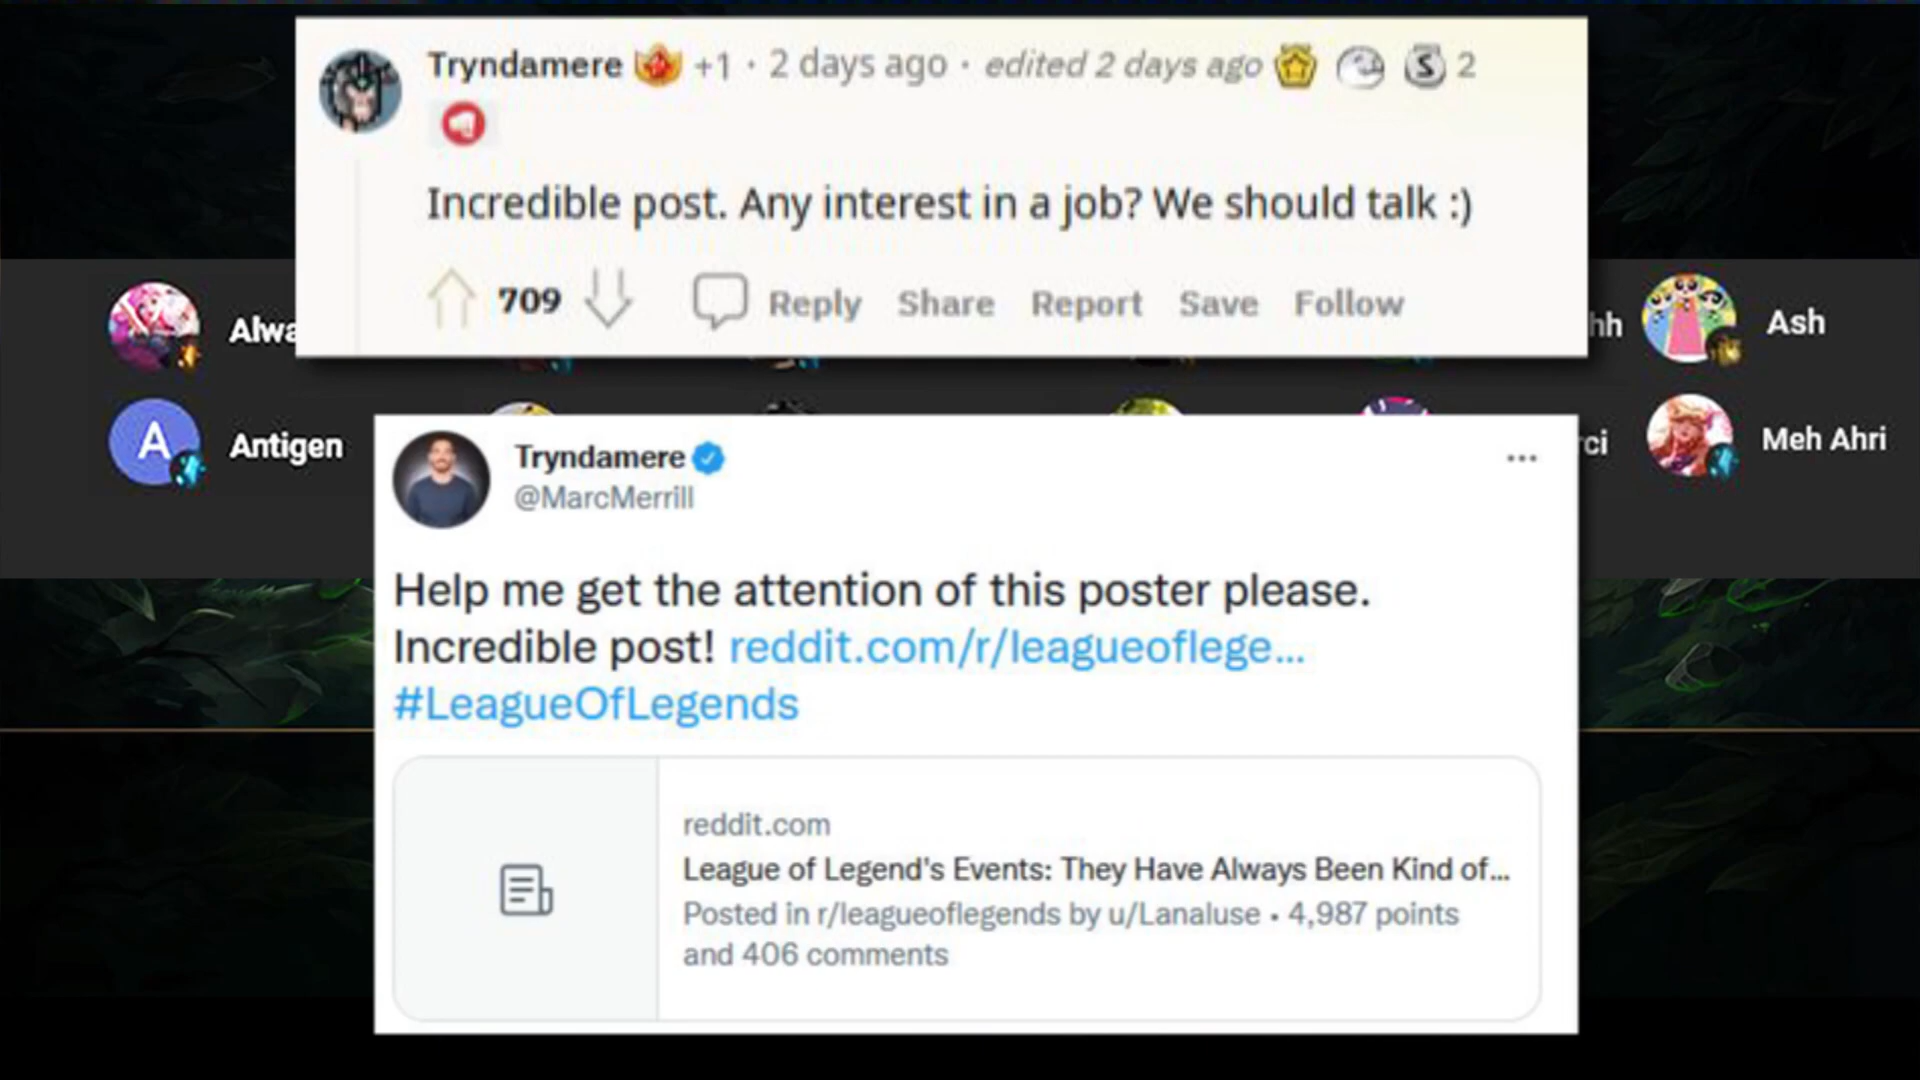 Tryndamere +1 · 2 days ago · edited 2 days ago S 2
Incredible post. Any interest in a job? We should talk :)
709 Reply Share Report Save Follow
Alwa
hh
Ash
A Antigen
rci
Meh Ahri
Tryndamere
@MarcMerrill
Help me get the attention of this poster please.
Incredible post! reddit.com/r/leagueoflege...
#LeagueOfLegends
reddit.com
League of Legend's Events: They Have Always Been Kind of...
Posted in r/leagueoflegends by u/Lanaluse • 4,987 points
and 406 comments